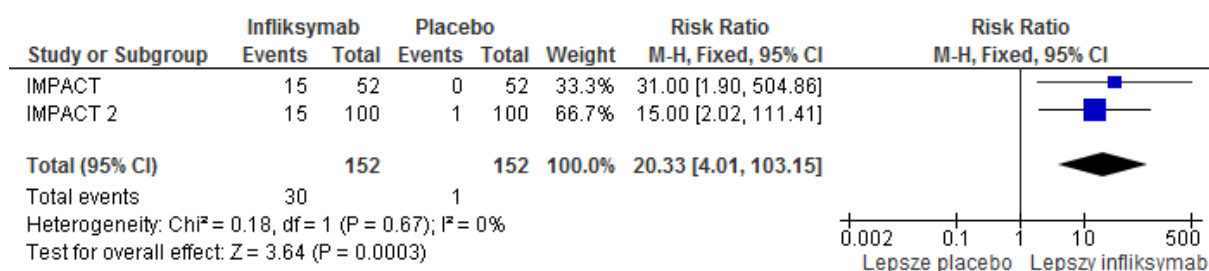 Infliksymab Placebo Risk Ratio Risk Ratio
Study or Subgroup Events Total Events Total Weight M-H, Fixed, 95% CI M-H, Fixed, 95% CI
IMPACT 15 52 0 52 33.3% 31.00 [1.90, 504.86]
IMPACT 2 15 100 1 100 66.7% 15.00 [2.02, 111.41]
Total (95% CI) 152 152 100.0% 20.33 [4.01, 103.15]
Total events 30 1
Heterogeneity: Chi² = 0.18, df = 1 (P = 0.67); I² = 0%
Test for overall effect: Z = 3.64 (P = 0.0003)
0.002 0.1 1 10 500
Lepsze placebo Lepszy infliksymab